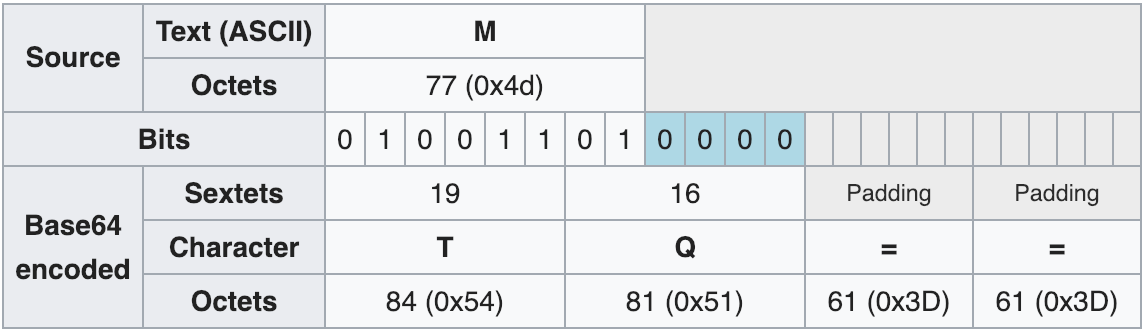 Source Text (ASCII) M
Octets 77 (0x4d)
Bits 0 1 0 0 1 1 0 1 0 0 0 0
Base64 encoded Sextets 19 16 Padding Padding
Character T Q = =
Octets 84 (0x54) 81 (0x51) 61 (0x3D) 61 (0x3D)